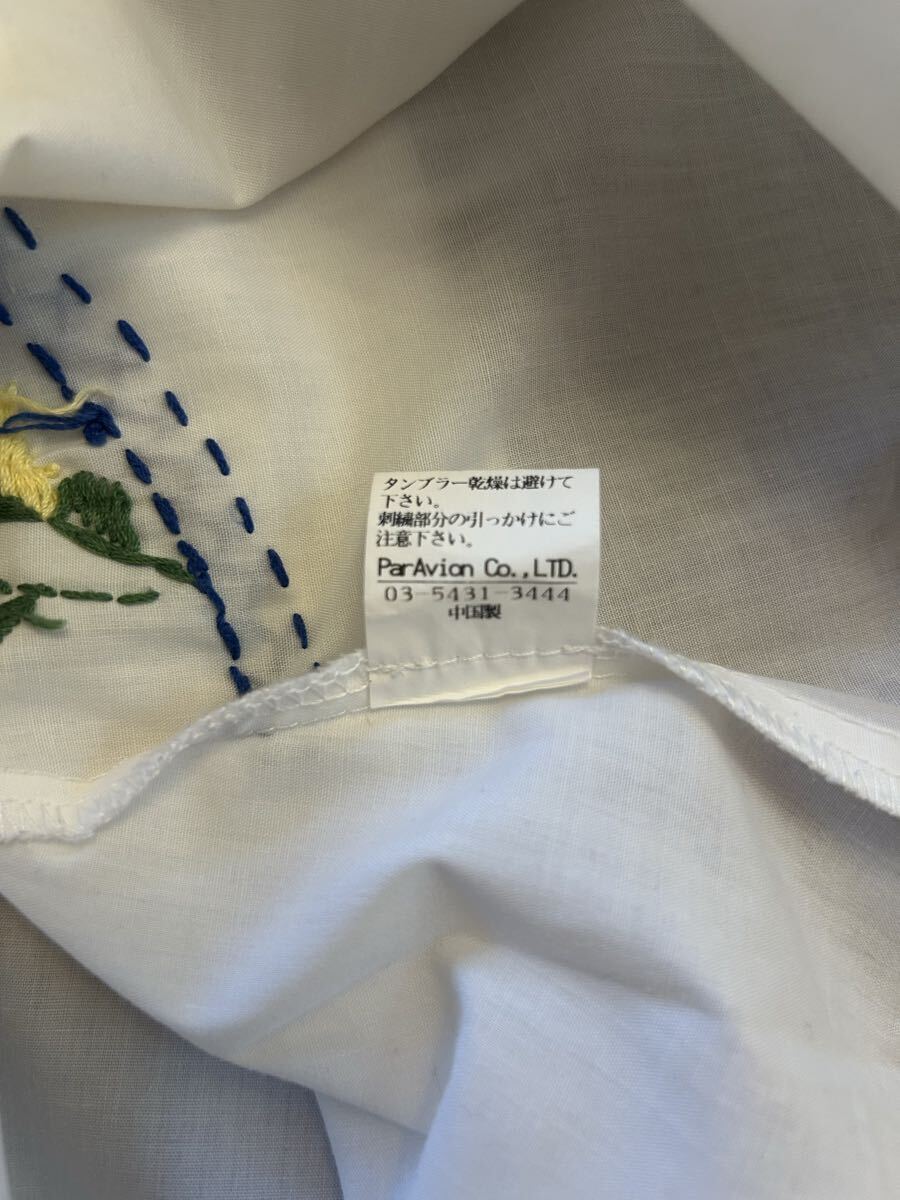 タンブラー乾燥は避けて
下さい。
刺繍部分の引っかけにご
注意下さい。
ParAvion Co.,LTD.
03-5431-3444
中国製